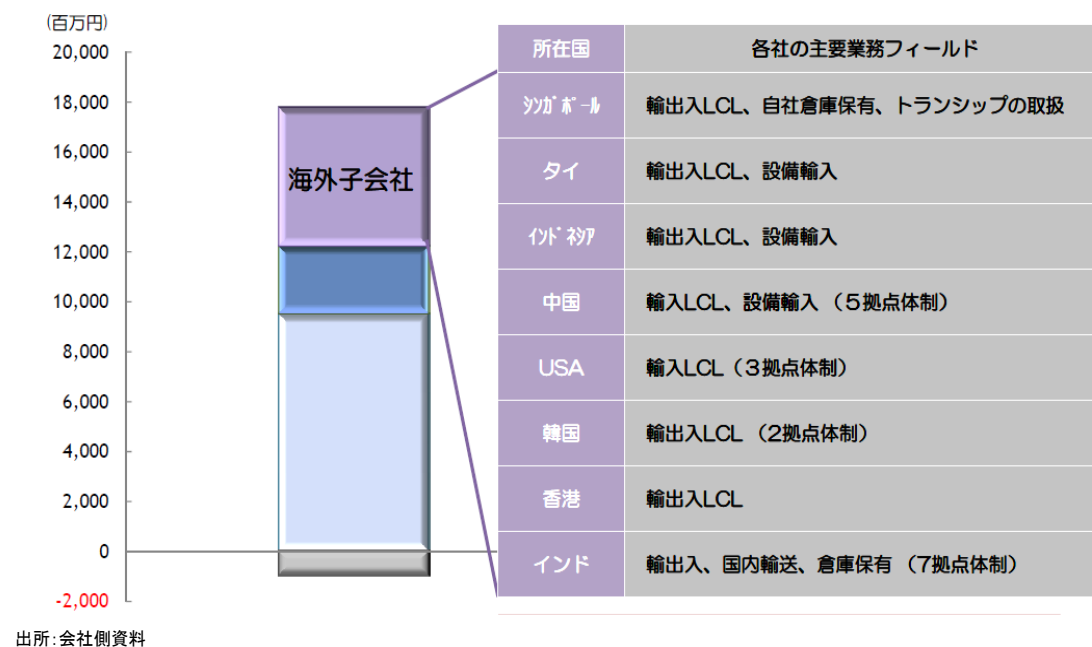 (百万円)
20,000
18,000
16,000
14,000
12,000
10,000
8,000
6,000
4,000
2,000
0
-2,000
海外子会社
所在国 各社の主要業務フィールド
ｼﾝｶﾞﾎﾟｰﾙ 輸出入LCL、自社倉庫保有、トランシップの取扱
タイ 輸出入LCL、設備輸入
ｲﾝﾄﾞﾈｼｱ 輸出入LCL、設備輸入
中国 輸入LCL、設備輸入 （５拠点体制）
USA 輸入LCL（３拠点体制）
韓国 輸出入LCL （2拠点体制）
香港 輸出入LCL
インド 輸出入、国内輸送、倉庫保有 （7拠点体制）
出所：会社側資料